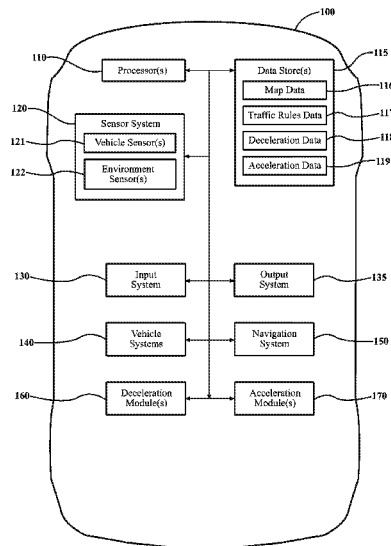 100
110
Processor(s)
Data Store(s)
115
Map Data
116
Traffic Rules Data
117
Deceleration Data
118
Acceleration Data
119
120
Sensor System
121
Vehicle Sensor(s)
122
Environment
Sensor(s)
130
Input
System
Output
System
135
140
Vehicle
Systems
Navigation
System
150
160
Deceleration
Module(s)
Acceleration
Module(s)
170